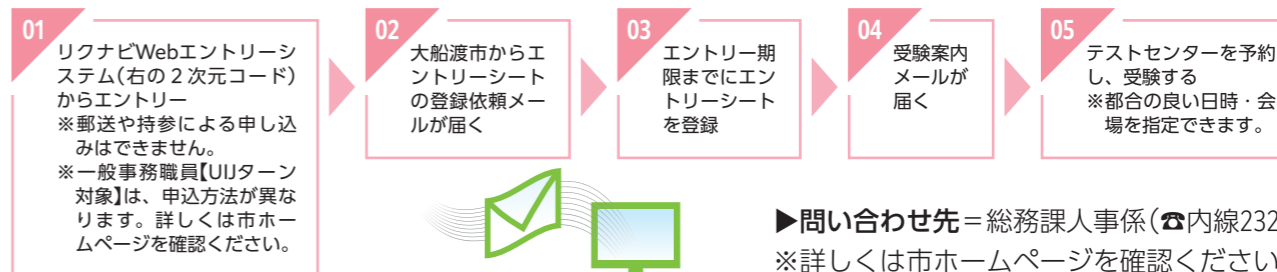 01
リクナビWebエントリーシ
ステム(右の２次元コード)
からエントリー
※郵送や持参による申し込
みはできません。
※一般事務職員【UIJターン
対象】は、申込方法が異な
ります。詳しくは市ホー
ムページを確認ください。
02
大船渡市からエ
ントリーシート
の登録依頼メー
ルが届く
03
エントリー期
限までにエン
トリーシート
を登録
04
受験案内
メールが
届く
05
テストセンターを予約
し、受験する
※都合の良い日時・会
場を指定できます。
▶問い合わせ先＝総務課人事係(☎内線232
※詳しくは市ホームページを確認ください